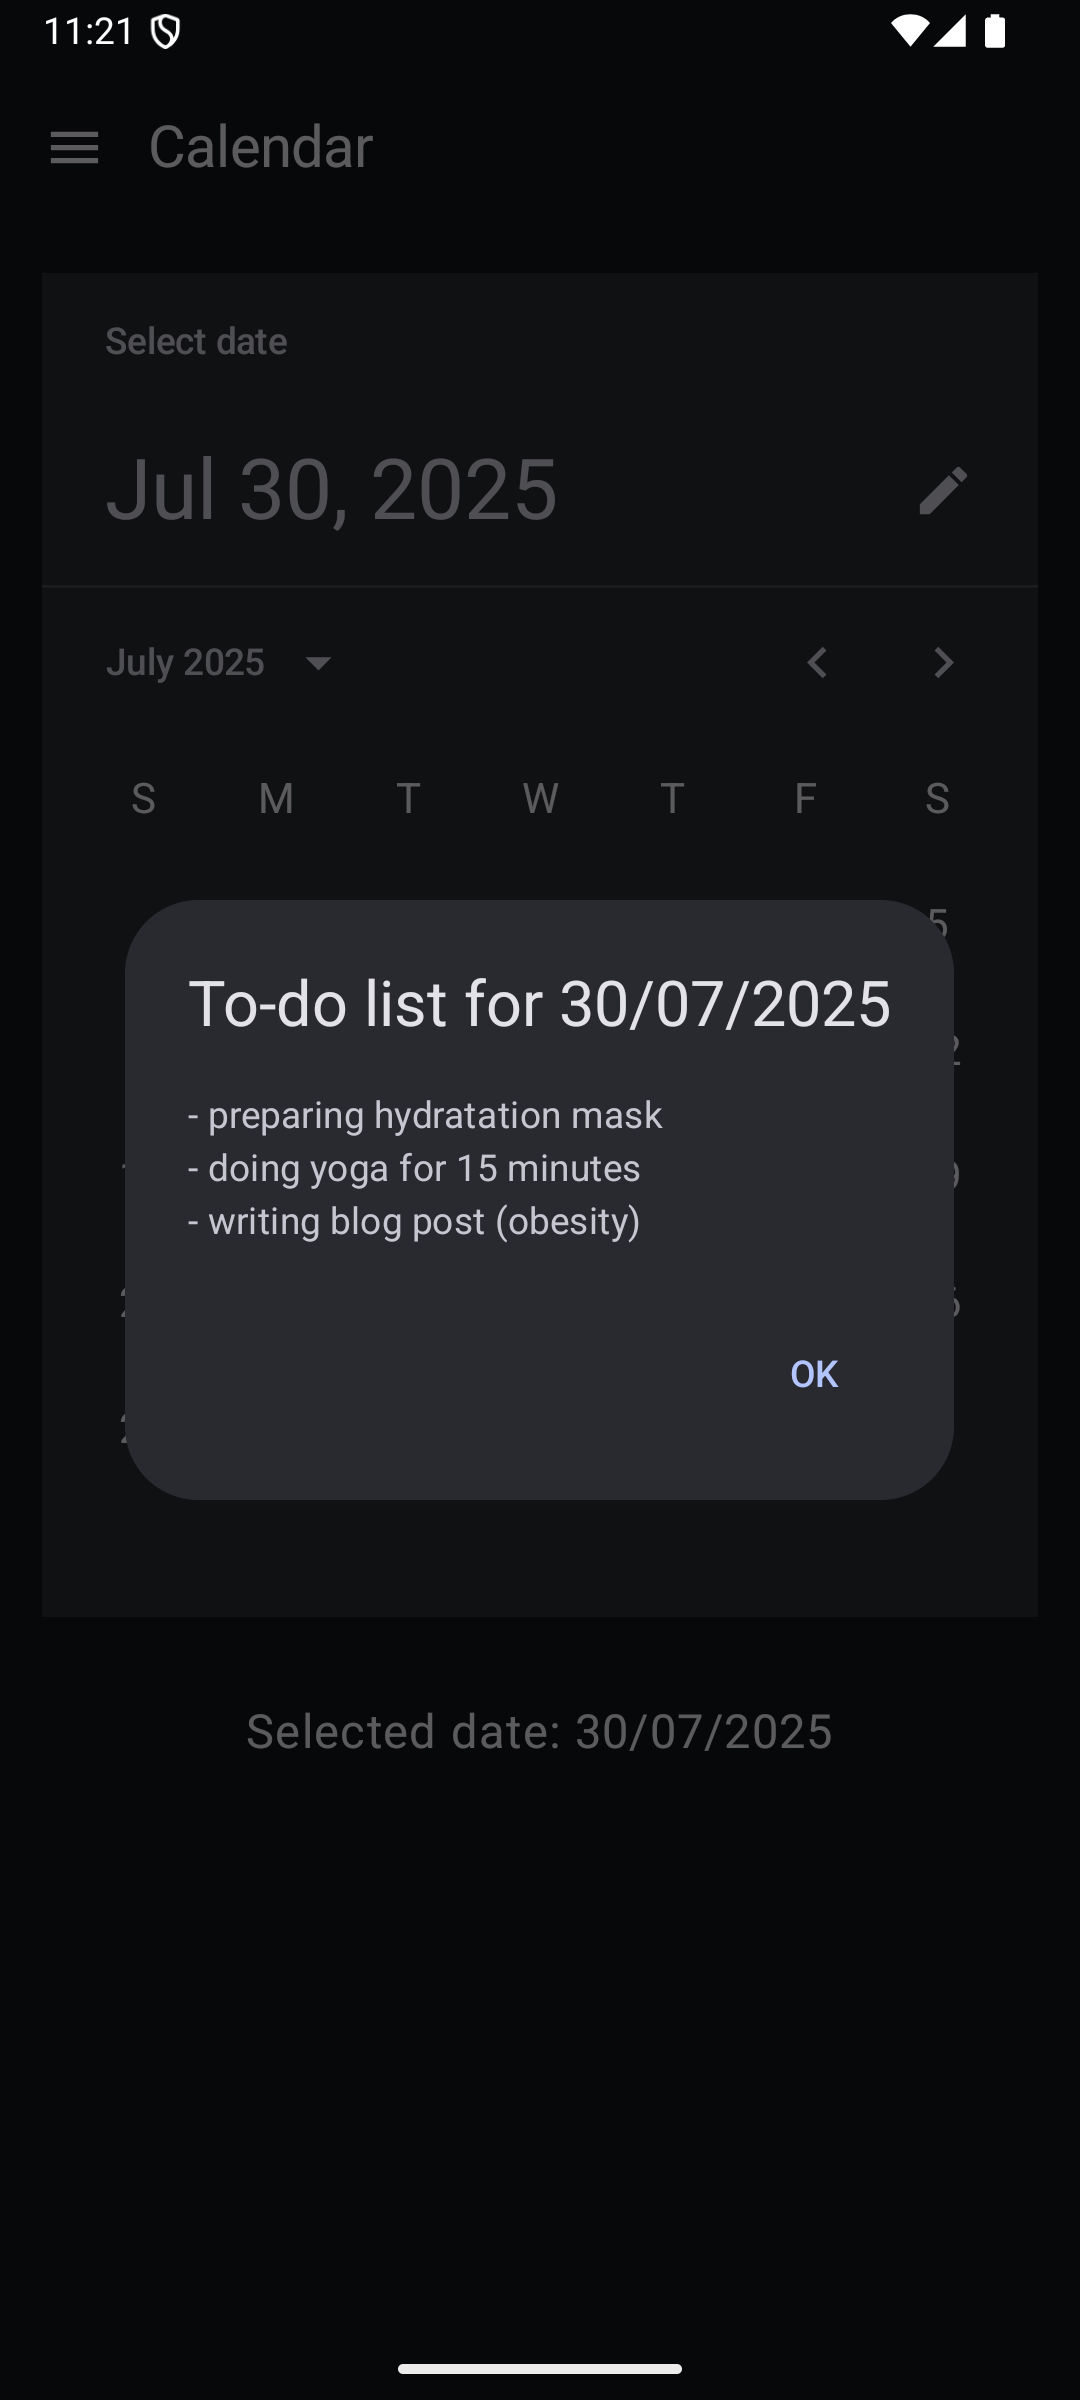 11:21
Calendar
Select date
Jul 30, 2025
July 2025
S M T W T F S
5
To-do list for 30/07/2025
- preparing hydratation mask
- doing yoga for 15 minutes
- writing blog post (obesity)
OK
Selected date: 30/07/2025